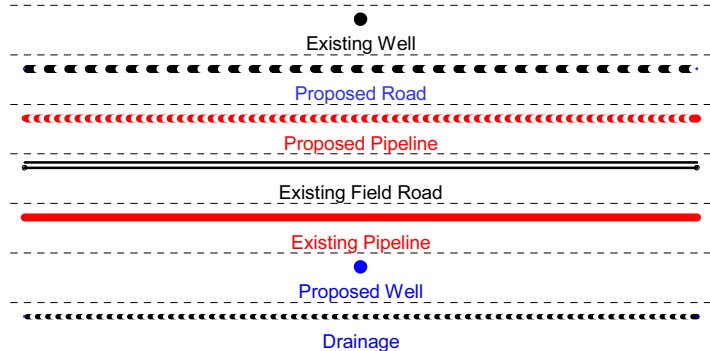 Existing Well
Proposed Road
Proposed Pipeline
Existing Field Road
Existing Pipeline
Proposed Well
Drainage